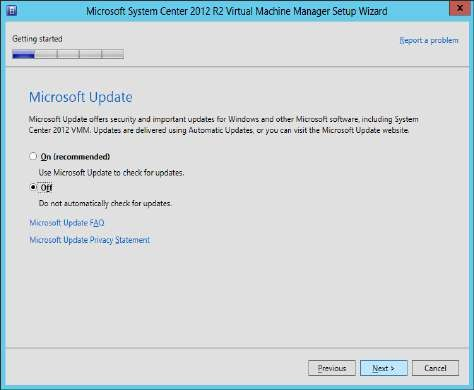 Microsoft System Center 2012 R2 Virtual Machine Manager Setup Wizard
Getting started
Report a problem
Microsoft Update
Microsoft Update offers security and important updates for Windows and other Microsoft software, including System
Center 2012 VMM. Updates are delivered using Automatic Updates, or you can visit the Microsoft Update website.
On (recommended)
Use Microsoft Update to check for updates.
Off
Do not automatically check for updates.
Microsoft Update FAQ
Microsoft Update Privacy Statement
Previous
Next >
Cancel